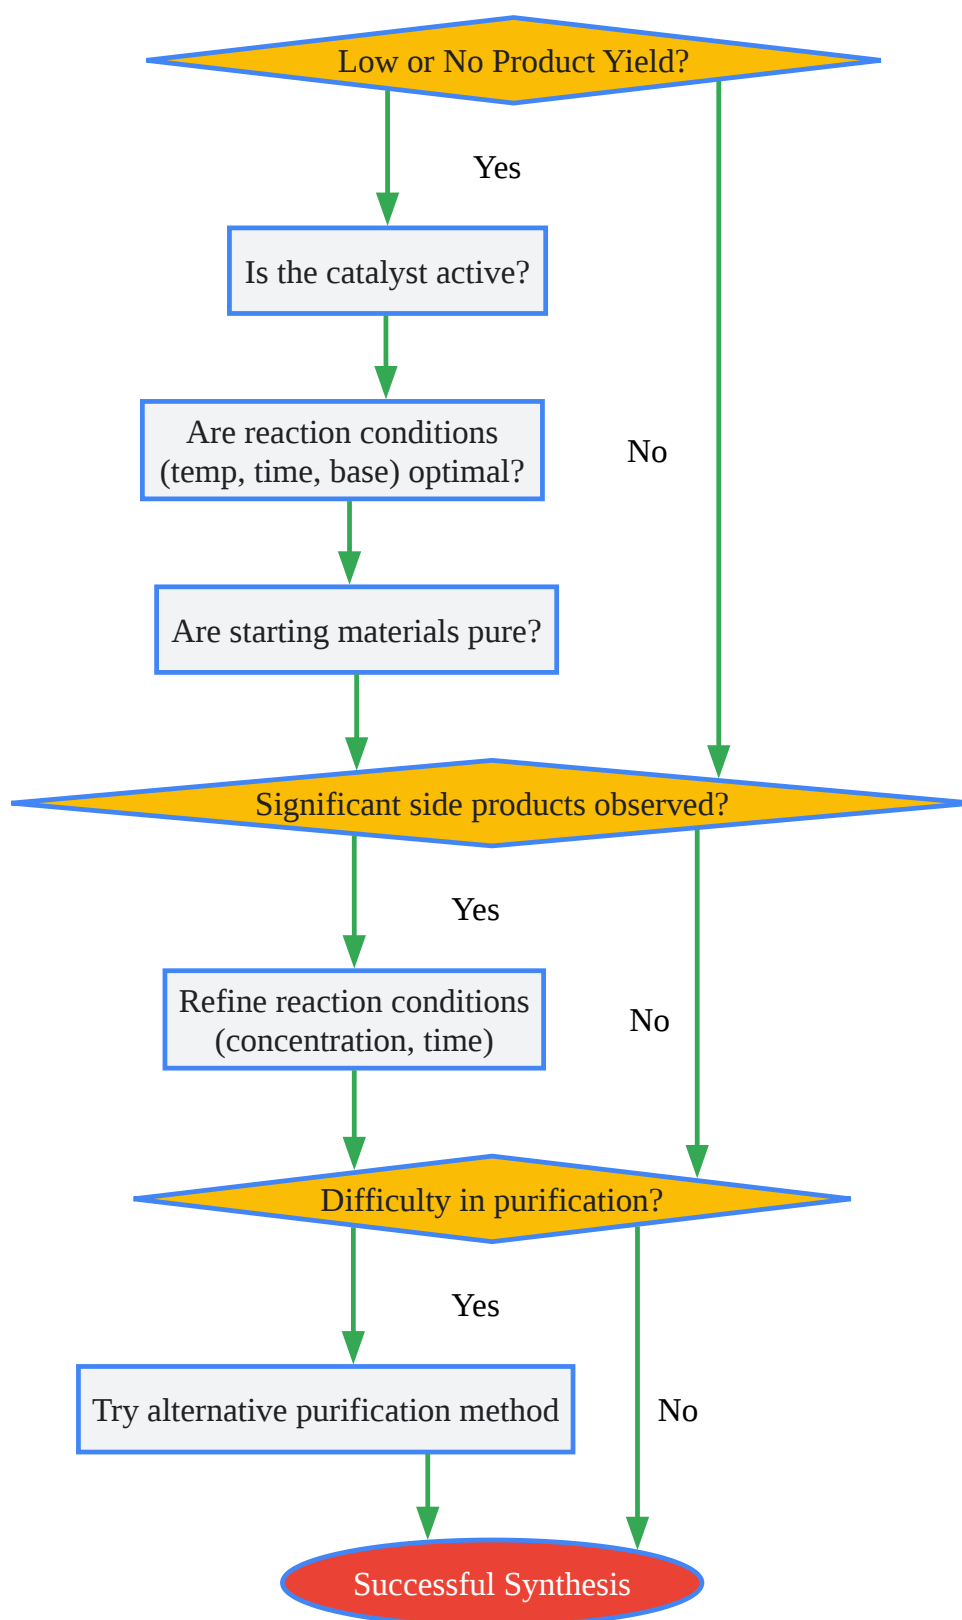 Low or No Product Yield?
Yes
Is the catalyst active?
Are reaction conditions
(temp, time, base) optimal?
No
Are starting materials pure?
Significant side products observed?
Yes
Refine reaction conditions
(concentration, time)
No
Difficulty in purification?
Yes
Try alternative purification method
No
Successful Synthesis